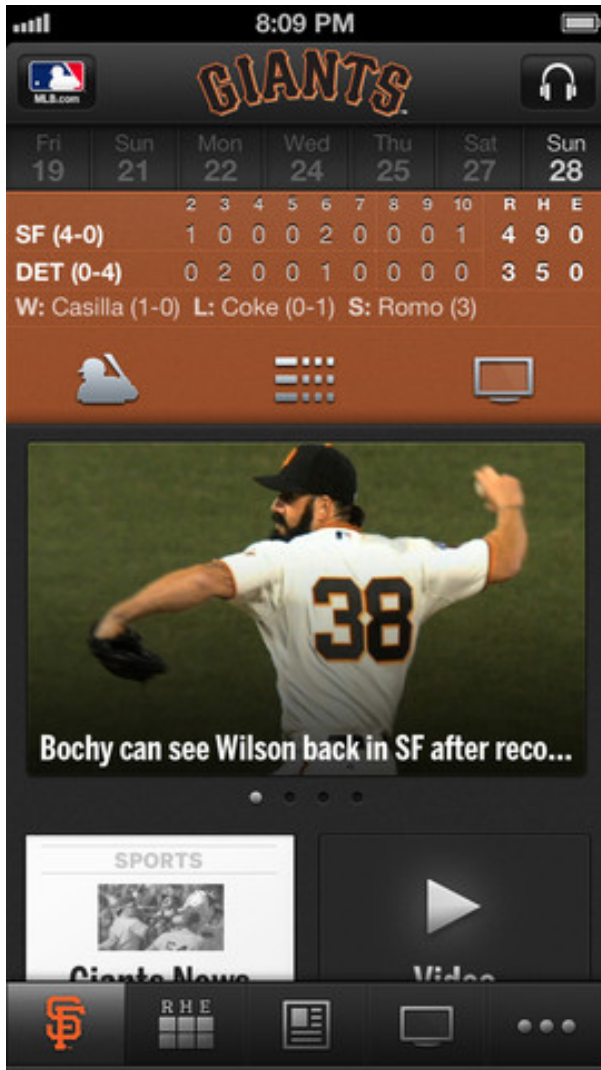 8:09 PM
MLB.com
GIANTS
Fri Sun Mon Wed Thu Sat Sun
19 21 22 24 25 27 28
2 3 4 5 6 7 8 9 10 R H E
SF (4-0) 1 0 0 0 2 0 0 0 1 4 9 0
DET (0-4) 0 2 0 0 1 0 0 0 0 3 5 0
W: Casilla (1-0) L: Coke (0-1) S: Romo (3)
38
Bochy can see Wilson back in SF after reco...
SPORTS
Giants News
Video
SF
R H E